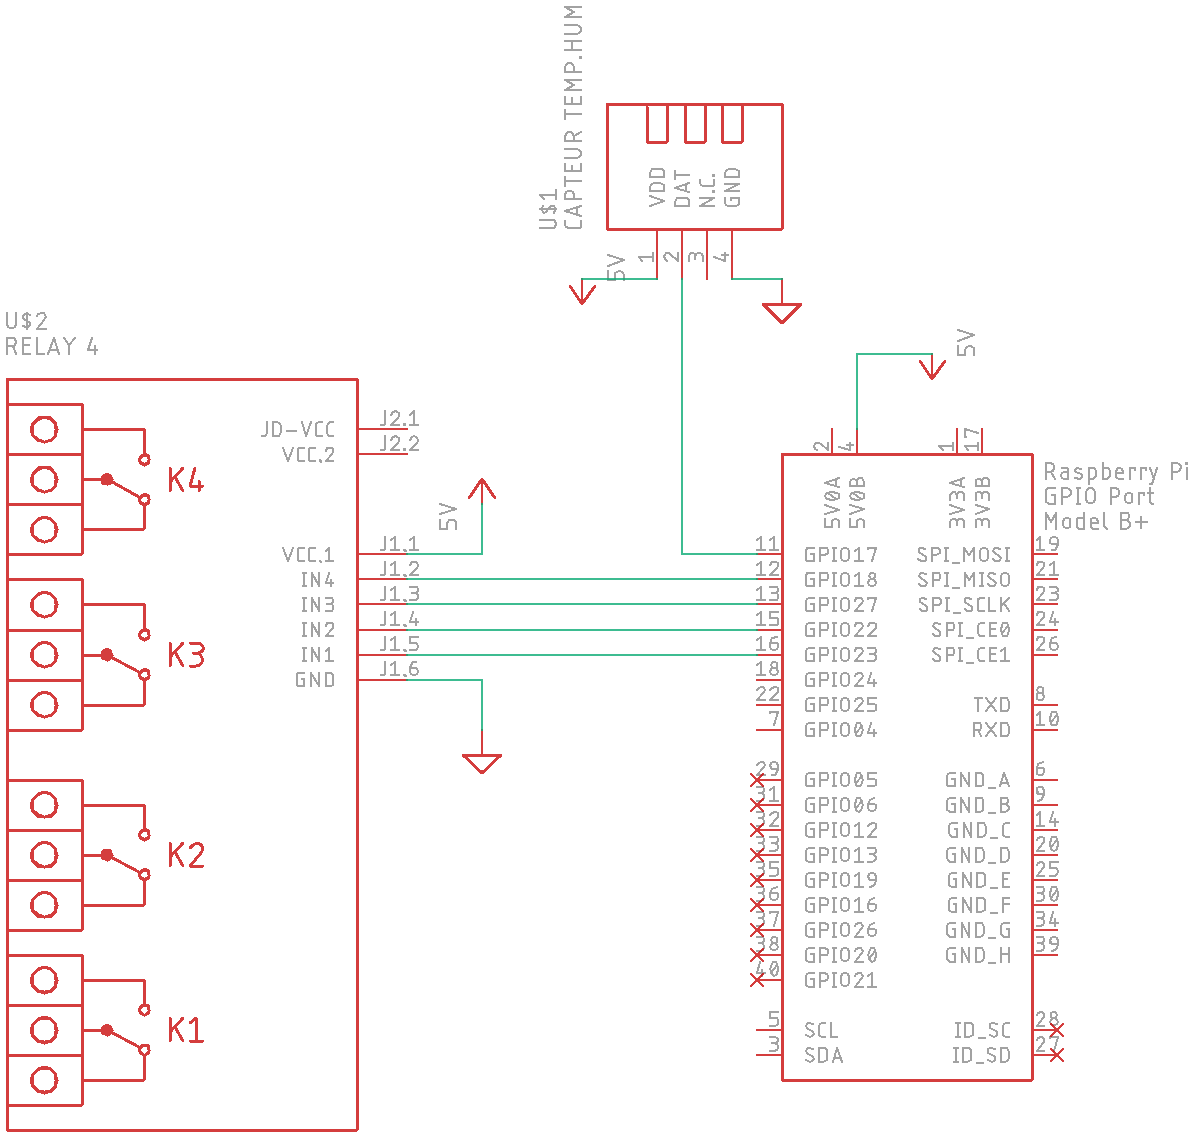 U$1
CAPTEUR TEMP.HUM
VDD
DAT
N.C.
GND
1
2
3
4
5V
U$2
RELAY 4
JD-VCC J2.1
VCC.2 J2.2
5V
VCC.1 J1.1
IN4 J1.2
IN3 J1.3
IN2 J1.4
IN1 J1.5
GND J1.6
K4
K3
K2
K1
5V
2
4
1
17
5V0A
5V0B
3V3A
3V3B
Raspberry Pi
GPIO Port
Model B+
11 GPIO17 SPI_MOSI 19
12 GPIO18 SPI_MISO 21
13 GPIO27 SPI_SCLK 23
15 GPIO22 SPI_CE0 24
16 GPIO23 SPI_CE1 26
18 GPIO24
22 GPIO25 TXD 8
7 GPIO04 RXD 10
29 GPIO05 GND_A 6
31 GPIO06 GND_B 9
32 GPIO12 GND_C 14
33 GPIO13 GND_D 20
35 GPIO19 GND_E 25
36 GPIO16 GND_F 30
37 GPIO26 GND_G 34
38 GPIO20 GND_H 39
40 GPIO21
5 SCL ID_SC 28
3 SDA ID_SD 27